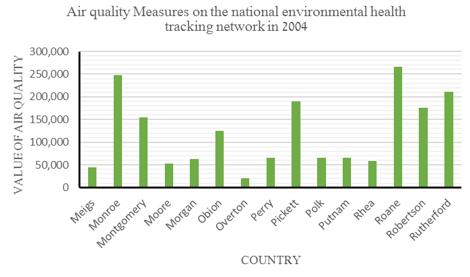 Air quality Measures on the national environmental health
tracking network in 2004
VALUE OF AIR QUALITY
300,000
250,000
200,000
150,000
100,000
50,000
0
Meigs
Monroe
Montgomery
Moore
Morgan
Obion
Overton
Perry
Pickett
Polk
Putnam
Rhea
Roane
Robertson
Rutherford
COUNTRY